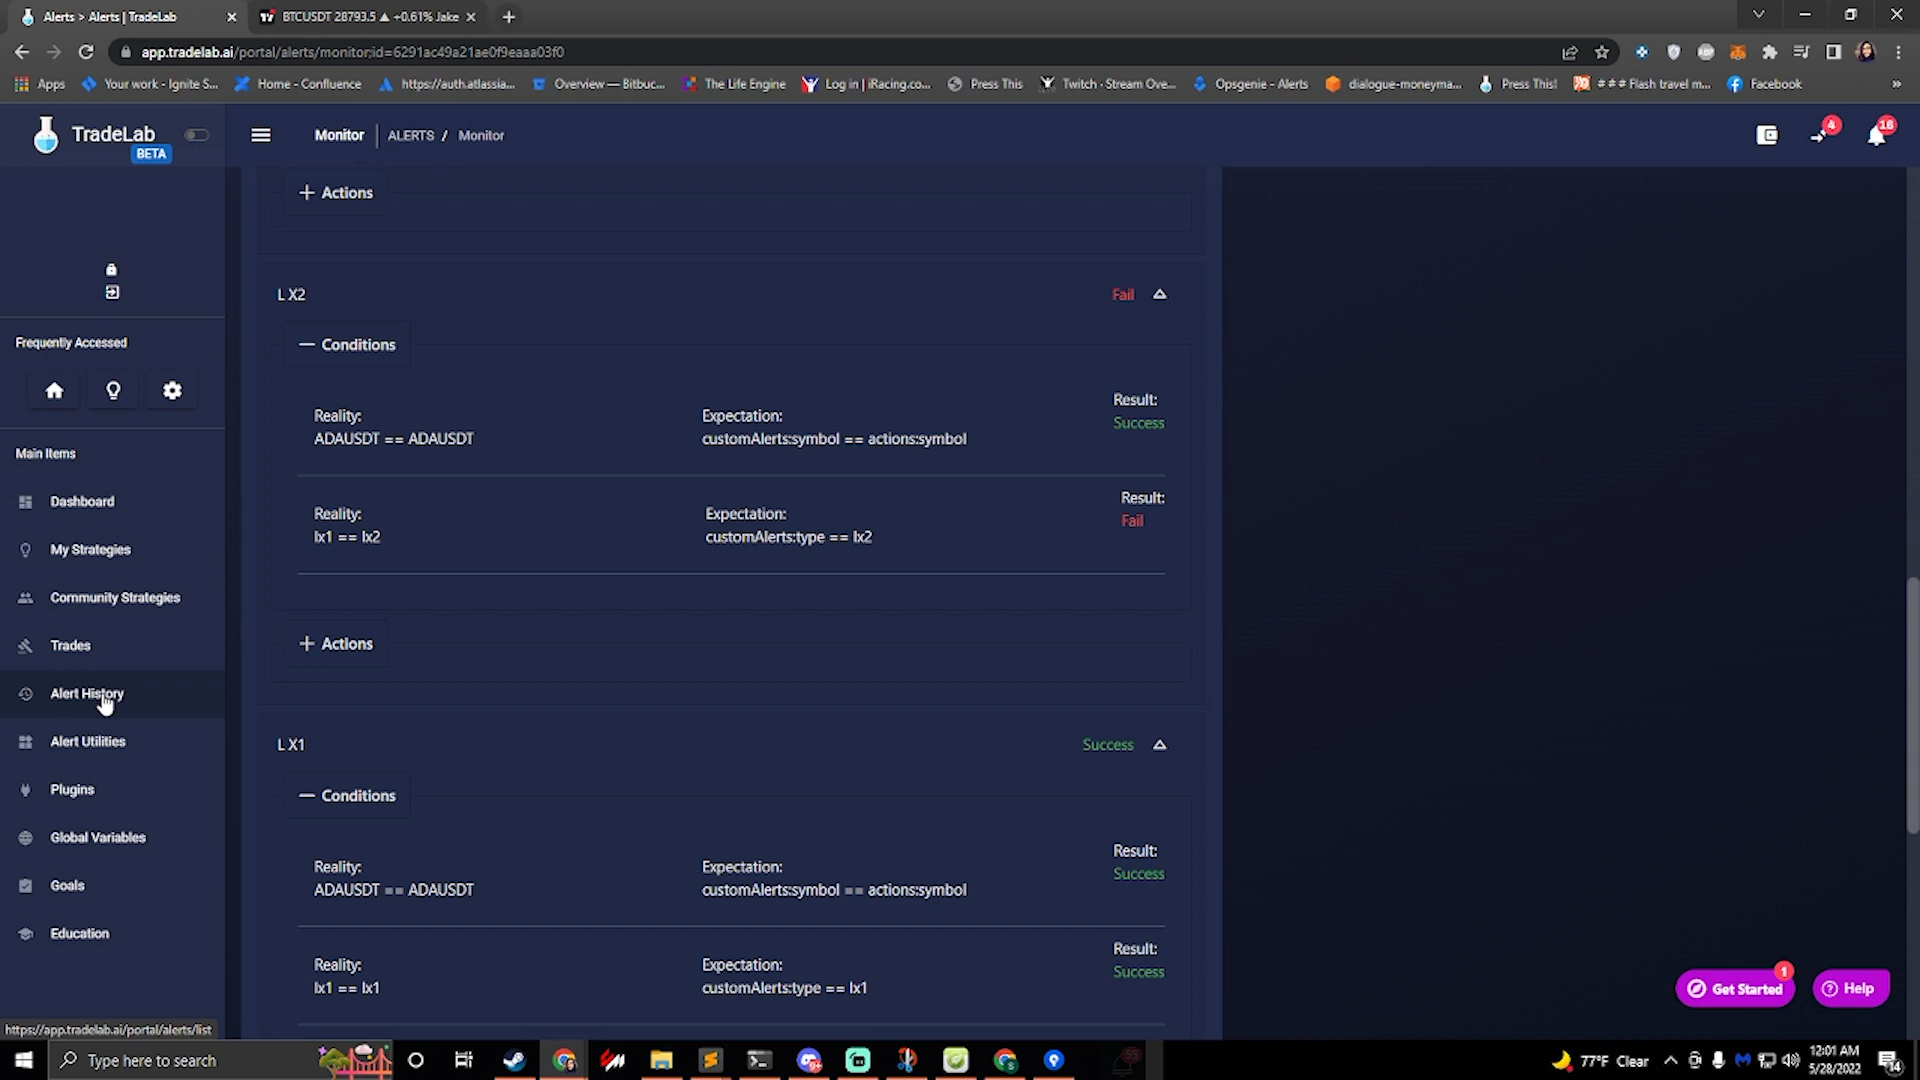 Alerts > Alerts | TradeLab
BTCUSDT 28793.5 ▲ +0.61% Jake
app.tradelab.ai/portal/alerts/monitor;id=6291ac49a21ae0f9eaaa03f0
Apps
Your work - Ignite S...
Home - Confluence
https://auth.atlassia...
Overview — Bitbuc...
The Life Engine
Log in | iRacing.co...
Press This
Twitch - Stream Ove...
Opsgenie - Alerts
dialogue-moneyma...
Press This!
### Flash travel m...
Facebook
»
TradeLab
BETA
Monitor
ALERTS / Monitor
4
16
+ Actions
L X2
Fail
Frequently Accessed
— Conditions
Reality:
ADAUSDT == ADAUSDT
Expectation:
customAlerts:symbol == actions:symbol
Result:
Success
Reality:
lx1 == lx2
Expectation:
customAlerts:type == lx2
Result:
Fail
+ Actions
Main Items
Dashboard
My Strategies
Community Strategies
Trades
Alert History
Alert Utilities
Plugins
Global Variables
Goals
Education
L X1
Success
— Conditions
Reality:
ADAUSDT == ADAUSDT
Expectation:
customAlerts:symbol == actions:symbol
Result:
Success
Reality:
lx1 == lx1
Expectation:
customAlerts:type == lx1
Result:
Success
1
Get Started
Help
https://app.tradelab.ai/portal/alerts/list
Type here to search
77°F Clear
12:01 AM
5/28/2022
14